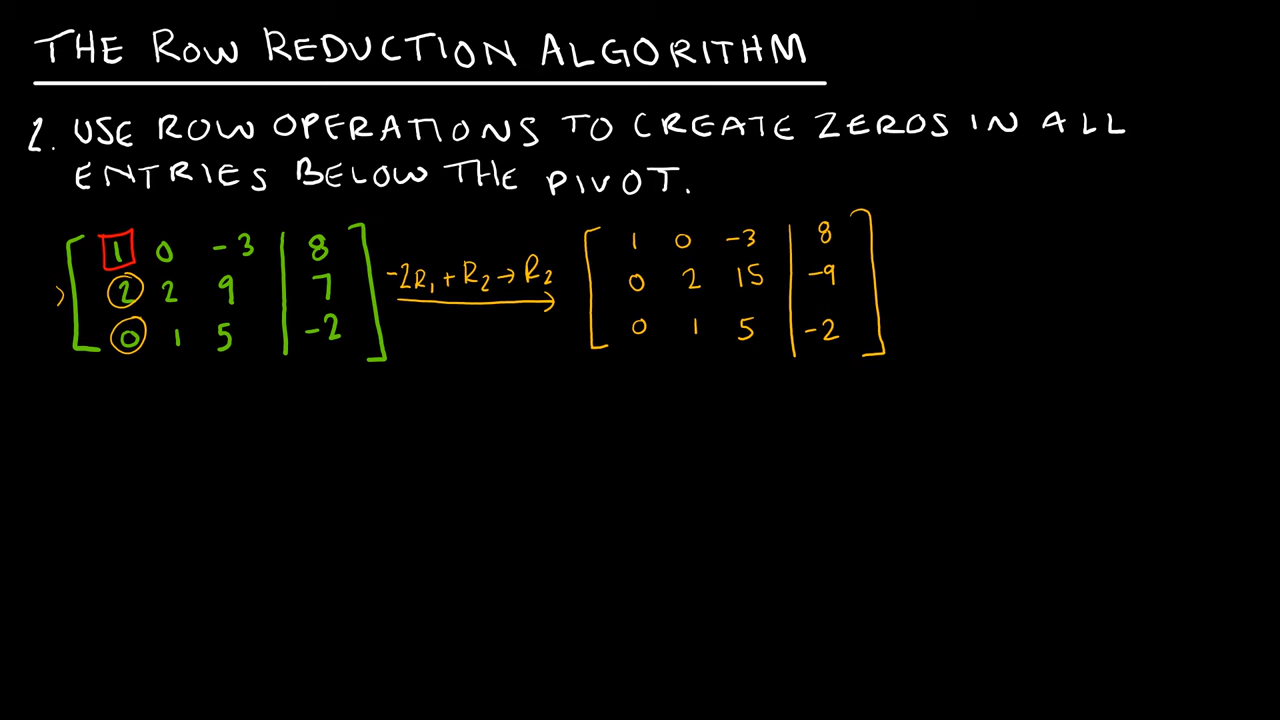 THE ROW REDUCTION ALGORITHM
2. USE ROW OPERATIONS TO CREATE ZEROS IN ALL
ENTRIES BELOW THE PIVOT.
1 0 -3 | 8
2 2 9 | 7
0 1 5 | -2
-2R₁ + R₂ → R₂
1 0 -3 | 8
0 2 15 | -9
0 1 5 | -2